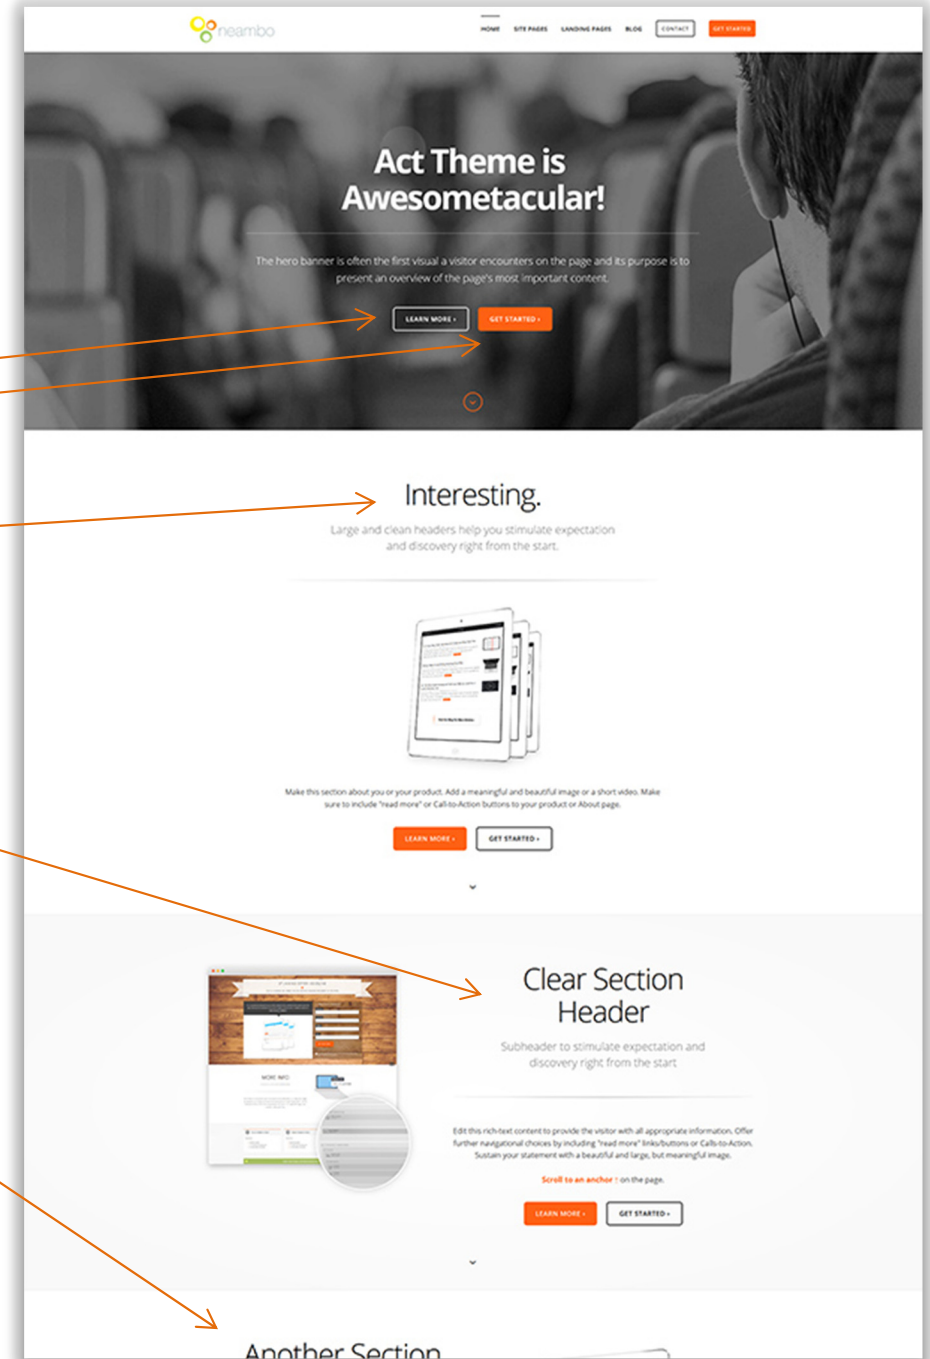 neambo
HOME SITE PAGES LANDING PAGES BLOG CONTACT GET STARTED
Act Theme is
Awesometacular!
The hero banner is often the first visual a visitor encounters on the page and its purpose is to
present an overview of the page's most important content.
LEARN MORE › GET STARTED ›
Interesting.
Large and clean headers help you stimulate expectation
and discovery right from the start.
Make this section about you or your product. Add a meaningful and beautiful image or a short video. Make
sure to include "read more" or Call-to-Action buttons to your product or About page.
LEARN MORE › GET STARTED ›
Clear Section
Header
Subheader to stimulate expectation and
discovery right from the start
MORE INFO
Edit this rich-text content to provide the visitor with all appropriate information. Offer
further navigational choices by including "read more" links/buttons or Calls-to-Action.
Sustain your statement with a beautiful and large, but meaningful image.
Scroll to an anchor ↑ on the page.
LEARN MORE › GET STARTED ›
Another Section